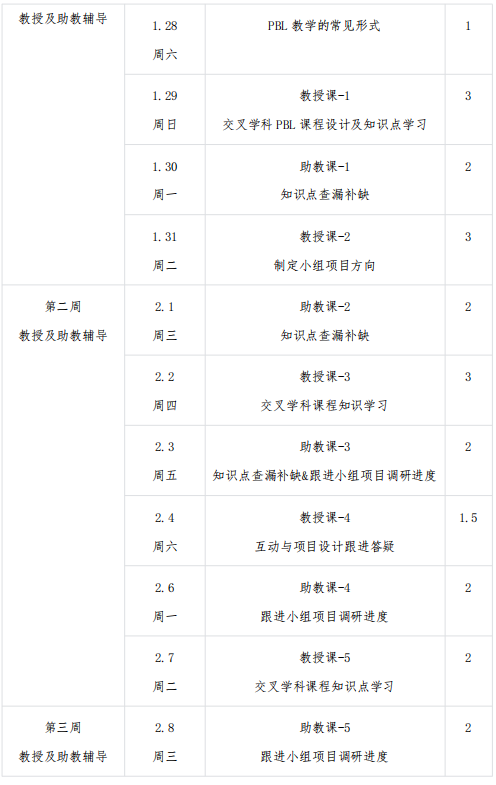 教授及助教辅导
1.28
周六
PBL 教学的常见形式
1
1.29
周日
教授课-1
交叉学科 PBL 课程设计及知识点学习
3
1.30
周一
助教课-1
知识点查漏补缺
2
1.31
周二
教授课-2
制定小组项目方向
3
第二周
教授及助教辅导
2.1
周三
助教课-2
知识点查漏补缺
2
2.2
周四
教授课-3
交叉学科课程知识学习
3
2.3
周五
助教课-3
知识点查漏补缺&跟进小组项目调研进度
2
2.4
周六
教授课-4
互动与项目设计跟进答疑
1.5
2.6
周一
助教课-4
跟进小组项目调研进度
2
2.7
周二
教授课-5
交叉学科课程知识点学习
2
第三周
教授及助教辅导
2.8
周三
助教课-5
跟进小组项目调研进度
2